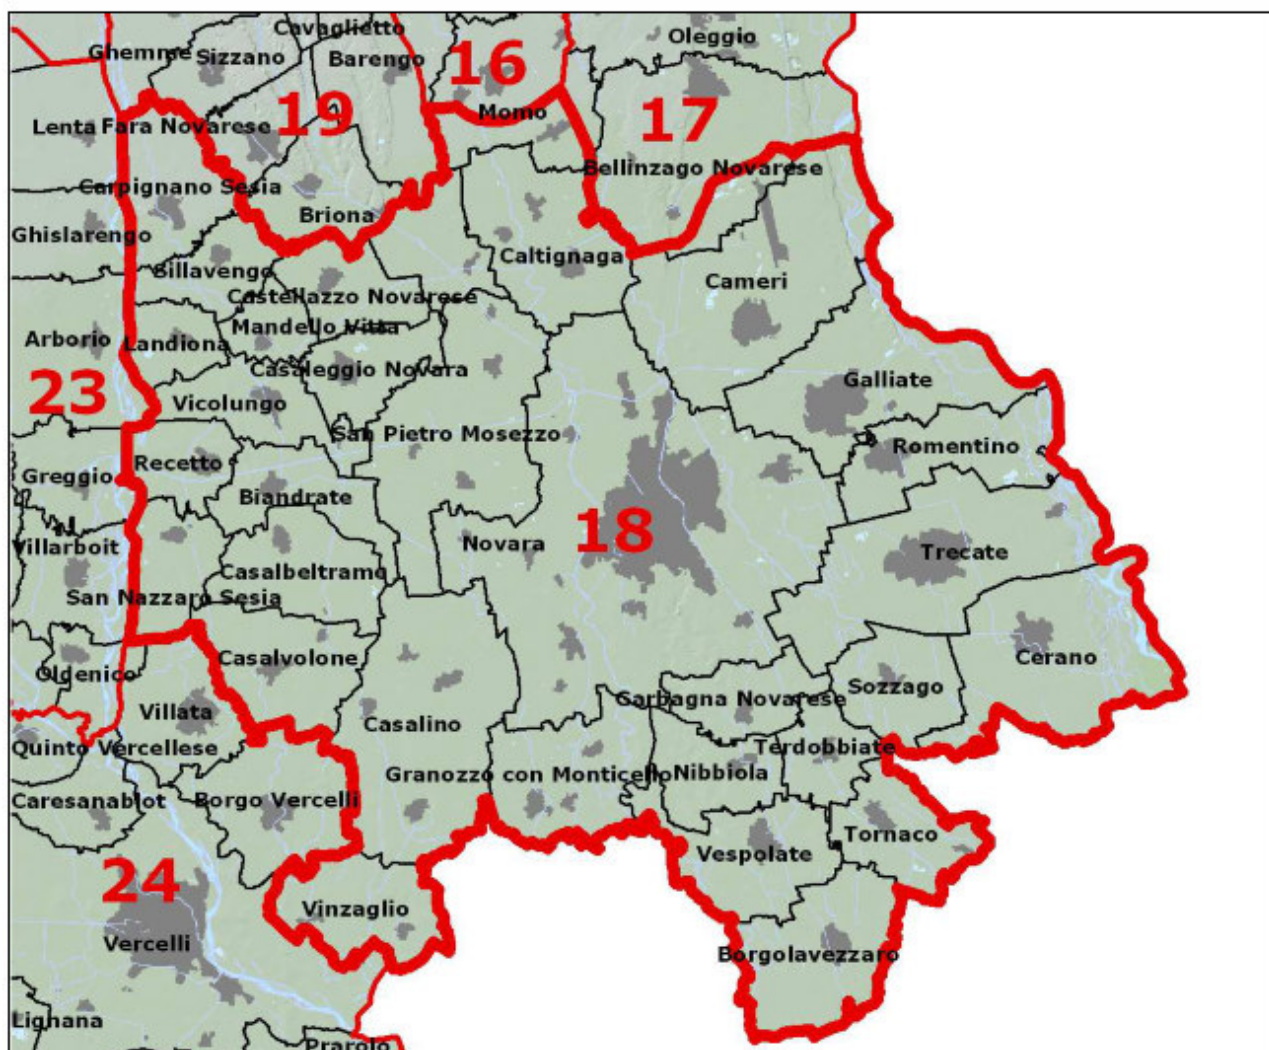 Cavaglietto
Oleggio
Ghemme
Sizzano
Barengo
16
Momo
19
17
Lenta
Fara Novarese
Bellinzago Novarese
Carpignano Sesia
Briona
Ghislarengo
Caltignaga
Sillavengo
Cameri
Castellazzo Novarese
Mandello Vitta
Arborio
Landiona
Casaleggio Novara
Galliate
23
Vicolungo
San Pietro Mosezzo
Romentino
Recetto
Greggio
Biandrate
18
Novara
Villarboit
Trecate
Casalbeltramo
San Nazzaro Sesia
Casalvolone
Cerano
Oldenico
Sozzago
Garbagna Novarese
Villata
Casalino
Quinto Vercellese
Terdobbiate
Granozzo con Monticello
Nibbiola
Caresanablot
Borgo Vercelli
Tornaco
Vespolate
24
Vinzaglio
Vercelli
Borgolavezzaro
Lignana
Prarolo